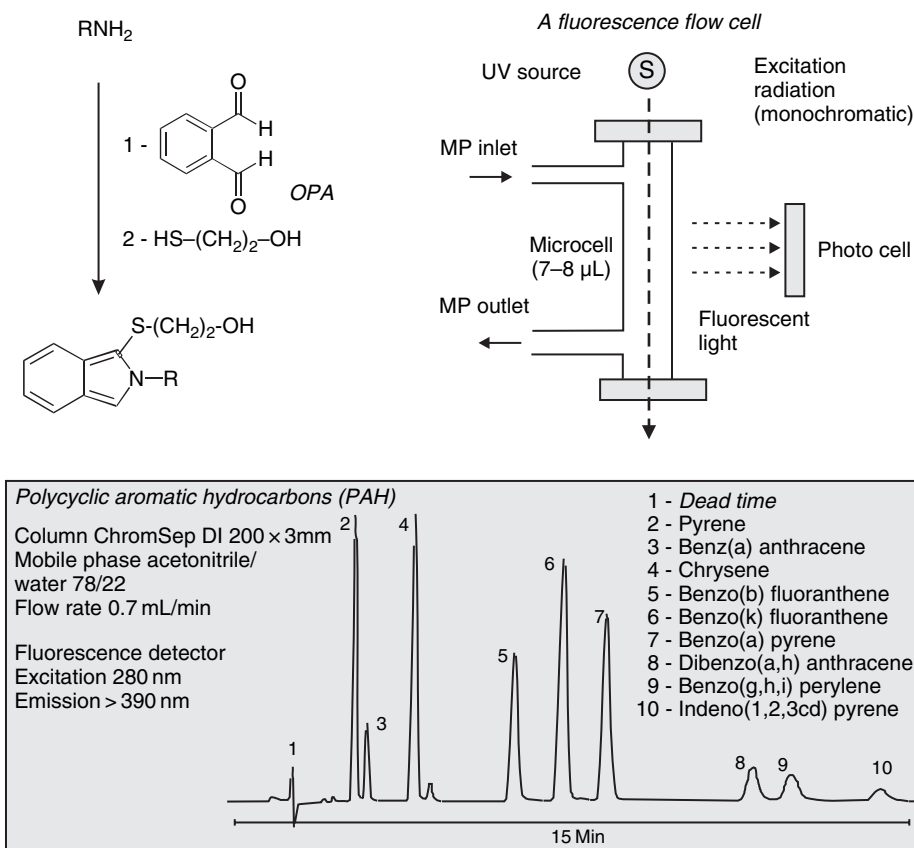 RNH2
1 -
O
H
H
O
OPA
2 - HS–(CH2)2–OH
S-(CH2)2-OH
N–R
A fluorescence flow cell
UV source
S
Excitation
radiation
(monochromatic)
MP inlet
Microcell
(7–8 µL)
Photo cell
MP outlet
Fluorescent
light
Polycyclic aromatic hydrocarbons (PAH)
Column ChromSep DI 200 × 3mm
Mobile phase acetonitrile/
water 78/22
Flow rate 0.7 mL/min
Fluorescence detector
Excitation 280 nm
Emission > 390 nm
1 - Dead time
2 - Pyrene
3 - Benz(a) anthracene
4 - Chrysene
5 - Benzo(b) fluoranthene
6 - Benzo(k) fluoranthene
7 - Benzo(a) pyrene
8 - Dibenzo(a,h) anthracene
9 - Benzo(g,h,i) perylene
10 - Indeno(1,2,3cd) pyrene
1
2
3
4
5
6
7
8
9
10
15 Min